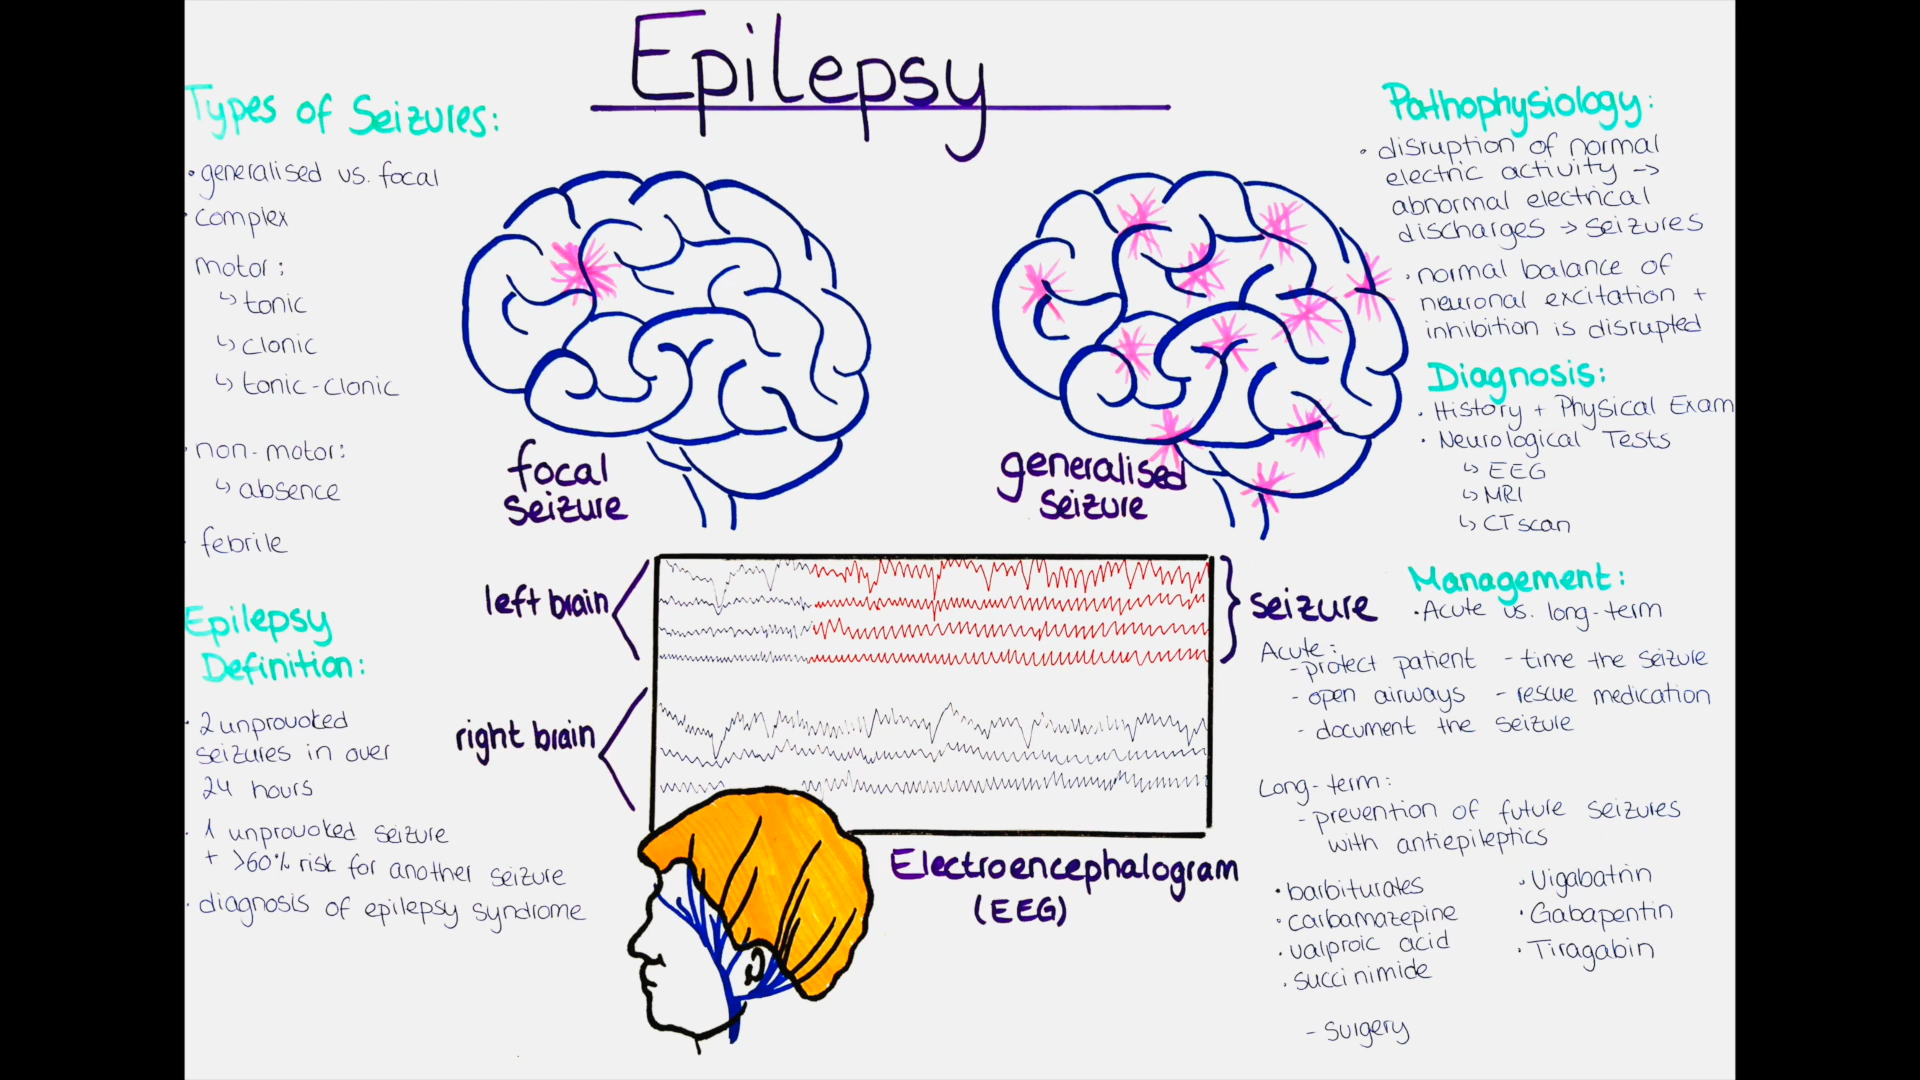 Epilepsy
Types of Seizures:
• generalised vs. focal
• complex
motor:
↳ tonic
↳ clonic
↳ tonic-clonic
• non-motor:
↳ absence
• febrile
Epilepsy
Definition:
• 2 unprovoked
seizures in over
24 hours
• 1 unprovoked seizure
+ >60% risk for another seizure
• diagnosis of epilepsy syndrome
focal
seizure
generalised
seizure
left brain
right brain
seizure
Electroencephalogram
(EEG)
Pathophysiology:
• disruption of normal
electric activity →
abnormal electrical
discharges → seizures
• normal balance of
neuronal excitation +
inhibition is disrupted
Diagnosis:
• History + Physical Exam
• Neurological Tests
↳ EEG
↳ MRI
↳ CT scan
Management:
• Acute vs. long-term
Acute:
- protect patient - time the seizure
- open airways - rescue medication
- document the seizure
Long-term:
- prevention of future seizures
with antiepileptics
• barbiturates
• carbamazepine
• valproic acid
• succinimide
• Vigabatrin
• Gabapentin
• Tiragabin
- surgery